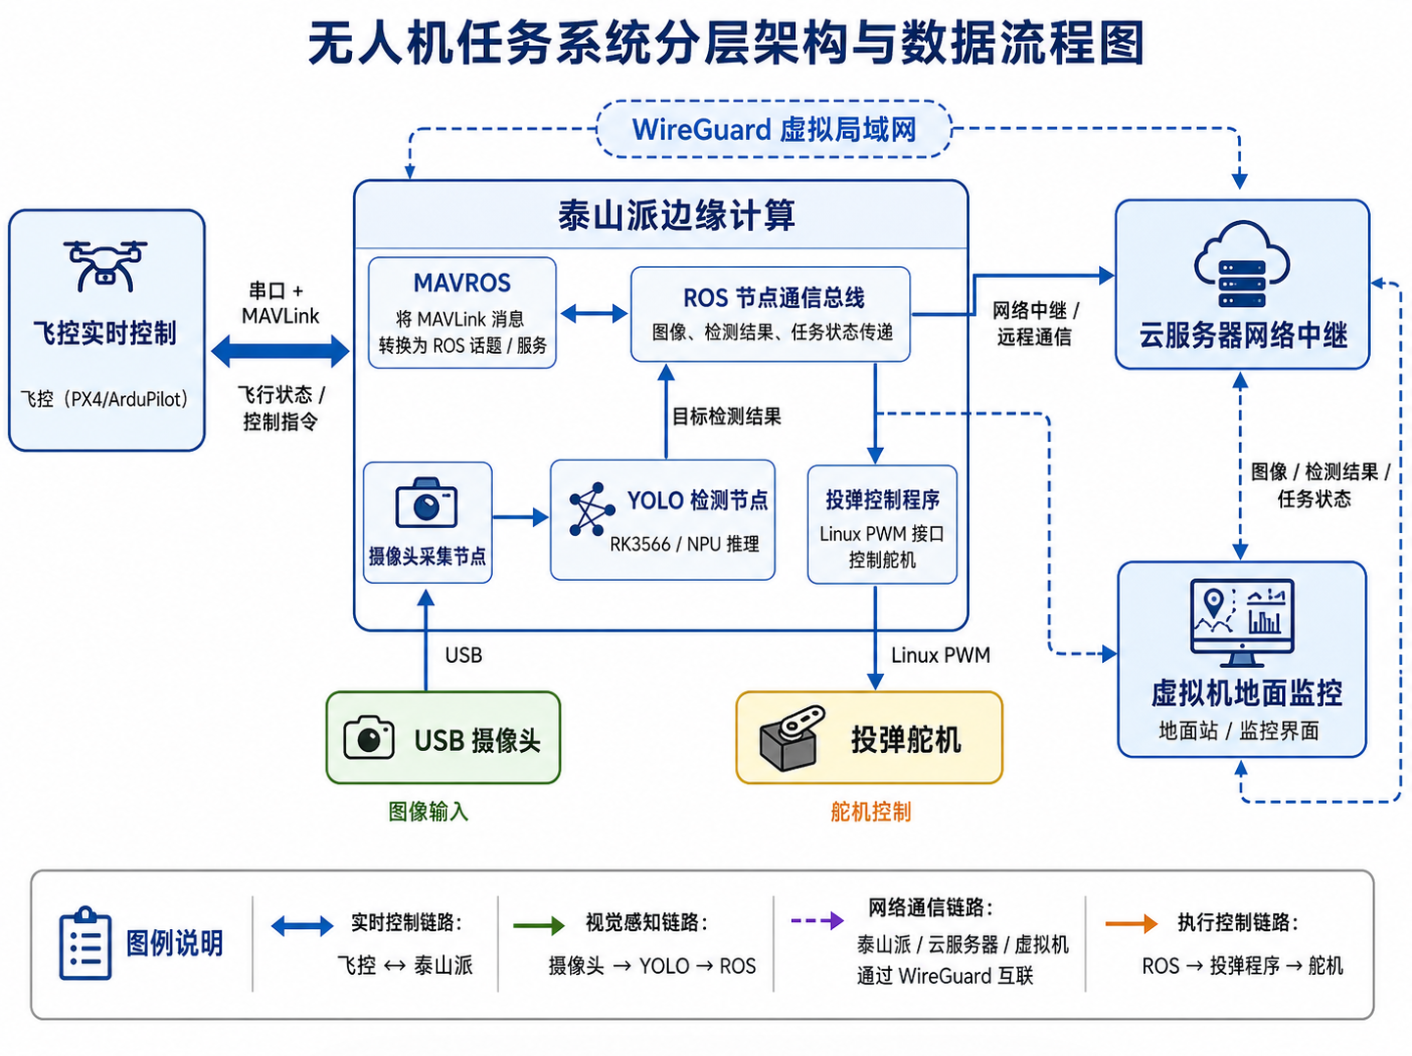 无人机任务系统分层架构与数据流程图
WireGuard 虚拟局域网
泰山派边缘计算
飞控实时控制
飞控（PX4/ArduPilot）
串口 +
MAVLink
飞行状态 /
控制指令
MAVROS
将 MAVLink 消息
转换为 ROS 话题 / 服务
ROS 节点通信总线
图像、检测结果、任务状态传递
网络中继 /
远程通信
云服务器网络中继
目标检测结果
摄像头采集节点
YOLO 检测节点
RK3566 / NPU 推理
投弹控制程序
Linux PWM 接口
控制舵机
图像 / 检测结果 /
任务状态
虚拟机地面监控
地面站 / 监控界面
USB
Linux PWM
USB 摄像头
图像输入
投弹舵机
舵机控制
图例说明
实时控制链路：
飞控 ↔ 泰山派
视觉感知链路：
摄像头 → YOLO → ROS
网络通信链路：
泰山派 / 云服务器 / 虚拟机
通过 WireGuard 互联
执行控制链路：
ROS → 投弹程序 → 舵机